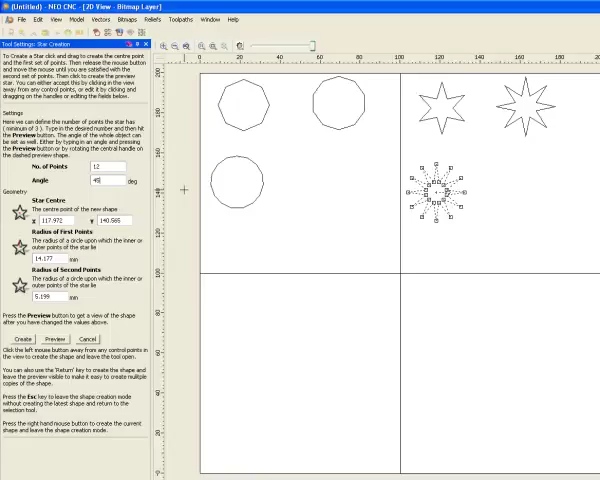 (Untitled) - NEO CNC - [2D View - Bitmap Layer]
File Edit View Model Vectors Bitmaps Reliefs Toolpaths Window Help
Tool Settings: Star Creation
To Create a Star click and drag to create the centre point
and the first set of points. Then release the mouse button
and move the mouse until you are satisfied with the
second set of points. Then click to create the preview
star. You can either accept this by clicking in the view
away from any control points, or edit it by clicking and
dragging on the handles or editing the fields below.
Settings
Here we can define the number of points the star has
( minimum of 3 ). Type in the desired number and then hit
the Preview button. The angle of the whole object
can be set as well. Either by typing in an angle and pressing
the Preview button or by rotating the central handle on
the dashed preview shape.
No. of Points 12
Angle 45 deg
Geometry
Star Centre
The centre point of the new shape
X 117.972 Y 140.565
Radius of First Points
The radius of a circle upon which the inner or
outer points of the star lie
14.177 mm
Radius of Second Points
The radius of a circle upon which the inner or
outer points of the star lie
5.199 mm
Press the Preview button to get a view of the shape
after you have changed the values above.
Create Preview Cancel
Click the left mouse button away from any control points in
the view to create the shape and leave the tool open.
You can also use the 'Return' key to create the shape and
leave the preview visible to make it easy to create multiple
copies of the shape.
Press the Esc key to leave the shape creation mode
without creating the latest shape and return to the
selection tool.
Press the right hand mouse button to create the current
shape and leave the shape creation mode.
0 20 40 60 80 100 120 140 160 180
200
180
160
140
120
100
80
60
40
20
0